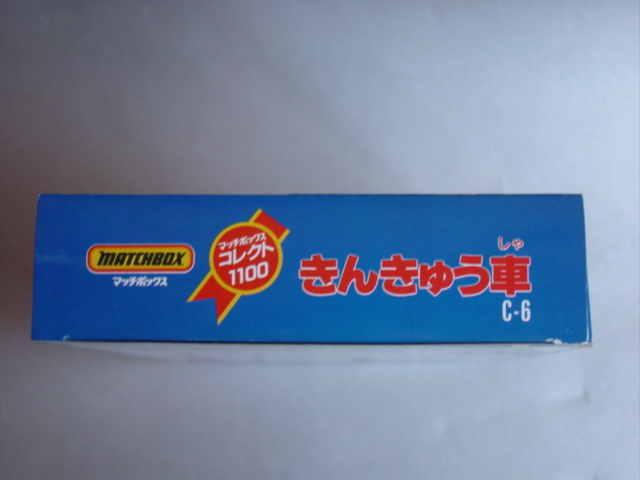 MATCHBOX
マッチボックス
マッチボックス
コレクト
1100
しゃ
きんきゅう車
C-6